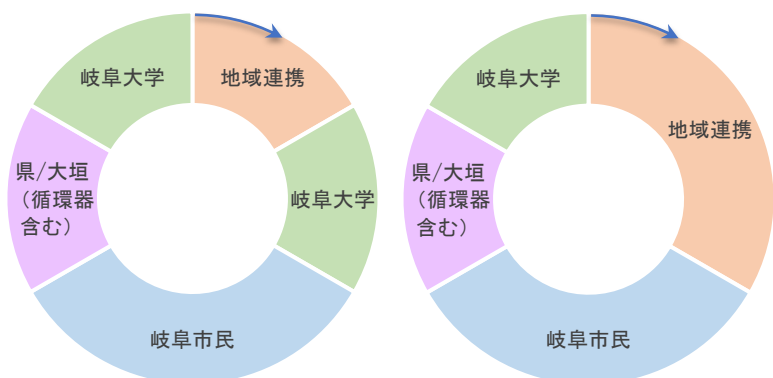 岐阜大学
地域連携
県/大垣
（循環器
含む）
岐阜大学
岐阜市民
岐阜大学
地域連携
県/大垣
（循環器
含む）
岐阜市民